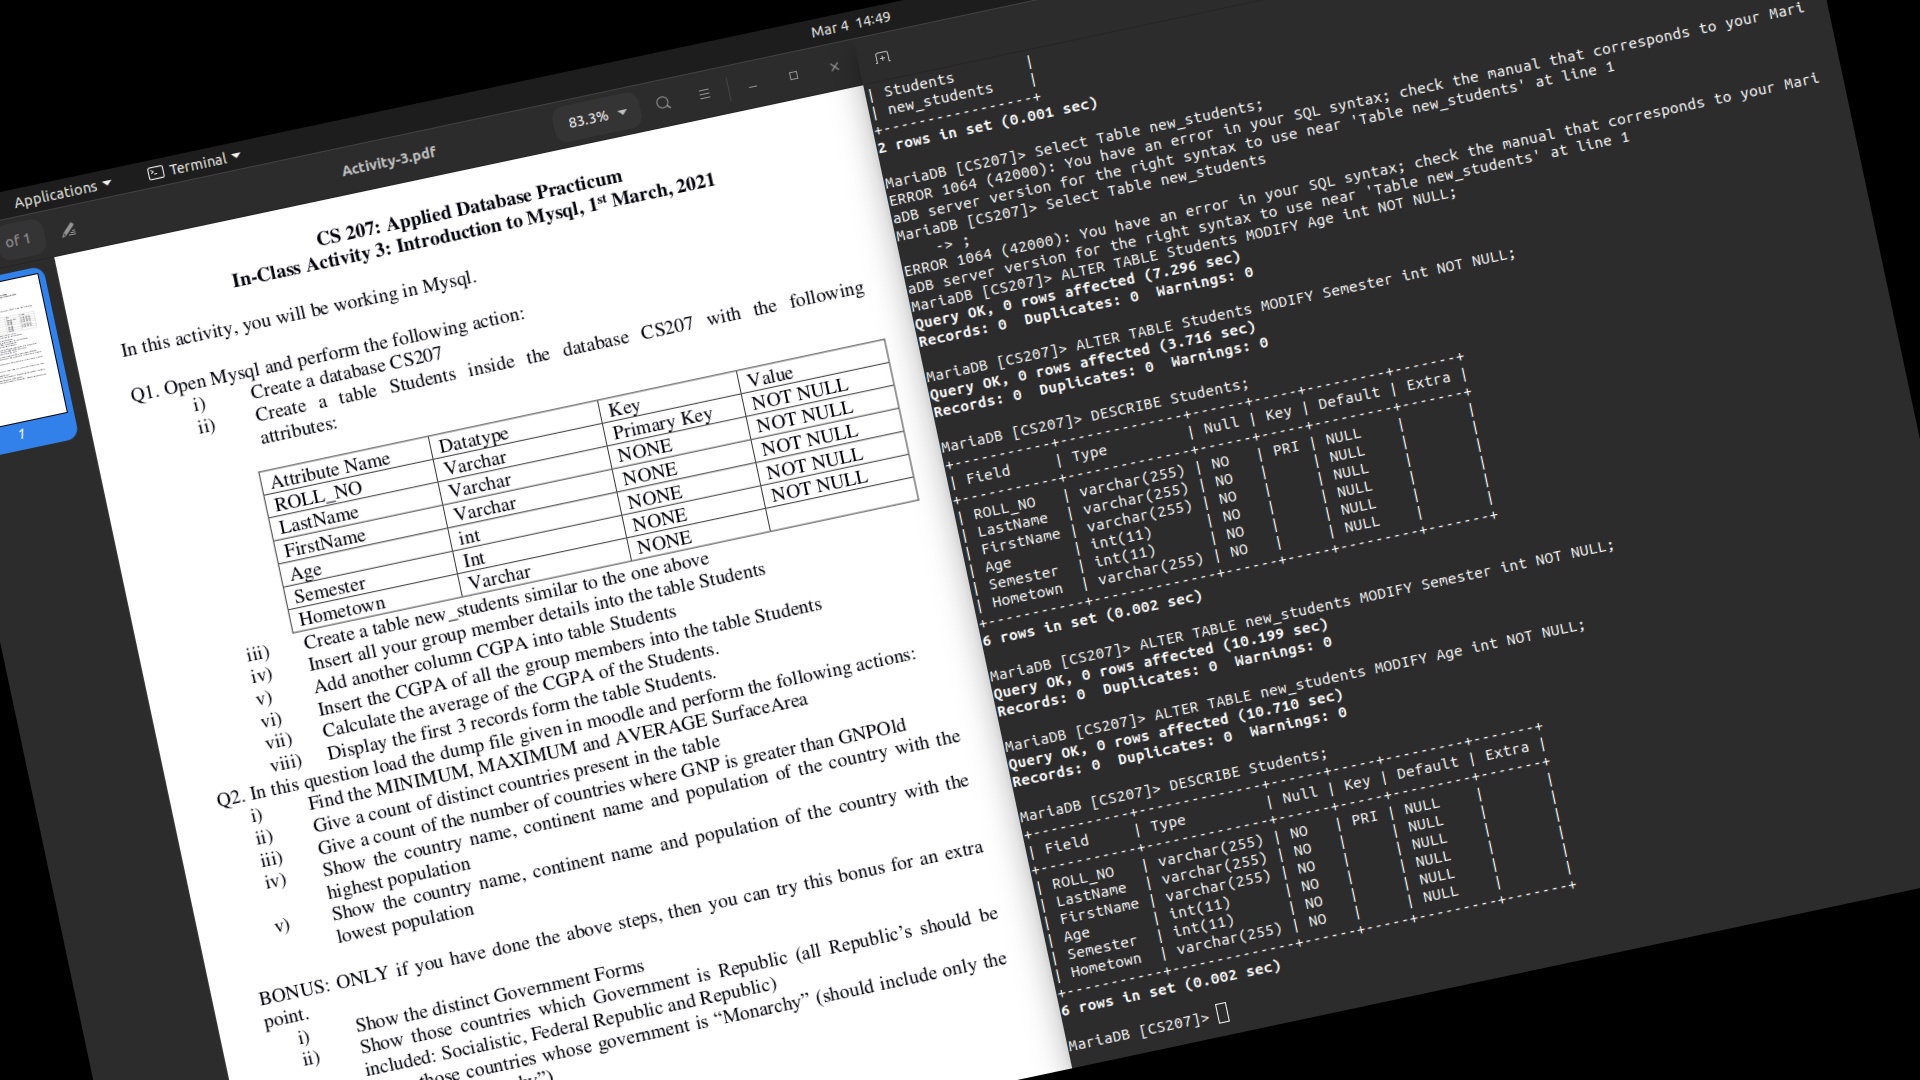 Mar 4 14:49
Applications
Terminal
Activity-3.pdf
83.3%
of 1
1
CS 207: Applied Database Practicum
In-Class Activity 3: Introduction to Mysql, 1st March, 2021
In this activity, you will be working in Mysql.
Q1. Open Mysql and perform the following action:
i) Create a database CS207
ii) Create a table Students inside the database CS207 with the following
attributes:
Attribute Name Datatype Key Value
ROLL_NO Varchar Primary Key NOT NULL
LastName Varchar NONE NOT NULL
FirstName Varchar NONE NOT NULL
Age int NONE NOT NULL
Semester Int NONE NOT NULL
Hometown Varchar NONE
iii) Create a table new_students similar to the one above
iv) Insert all your group member details into the table Students
v) Add another column CGPA into table Students
vi) Insert the CGPA of all the group members into the table Students
vii) Calculate the average of the CGPA of the Students.
viii) Display the first 3 records form the table Students.
Q2. In this question load the dump file given in moodle and perform the following actions:
i) Find the MINIMUM, MAXIMUM and AVERAGE SurfaceArea
ii) Give a count of distinct countries present in the table
iii) Give a count of the number of countries where GNP is greater than GNPOld
iv) Show the country name, continent name and population of the country with the
highest population
v) Show the country name, continent name and population of the country with the
lowest population
BONUS: ONLY if you have done the above steps, then you can try this bonus for an extra
point.
i) Show the distinct Government Forms
ii) Show those countries which Government is Republic (all Republic's should be
included: Socialistic, Federal Republic and Republic)
those countries whose government is “Monarchy” (should include only the
| Students |
| new_students |
+----------------+
2 rows in set (0.001 sec)
MariaDB [CS207]> Select Table new_students;
ERROR 1064 (42000): You have an error in your SQL syntax; check the manual that corresponds to your Mari
aDB server version for the right syntax to use near 'Table new_students' at line 1
MariaDB [CS207]> Select Table new_students
-> ;
ERROR 1064 (42000): You have an error in your SQL syntax; check the manual that corresponds to your Mari
aDB server version for the right syntax to use near 'Table new_students' at line 1
MariaDB [CS207]> ALTER TABLE Students MODIFY Age int NOT NULL;
Query OK, 0 rows affected (7.296 sec)
Records: 0 Duplicates: 0 Warnings: 0
MariaDB [CS207]> ALTER TABLE Students MODIFY Semester int NOT NULL;
Query OK, 0 rows affected (3.716 sec)
Records: 0 Duplicates: 0 Warnings: 0
MariaDB [CS207]> DESCRIBE Students;
+-----------+--------------+------+-----+---------+-------+
| Field | Type | Null | Key | Default | Extra |
+-----------+--------------+------+-----+---------+-------+
| ROLL_NO | varchar(255) | NO | PRI | NULL | |
| LastName | varchar(255) | NO | | NULL | |
| FirstName | varchar(255) | NO | | NULL | |
| Age | int(11) | NO | | NULL | |
| Semester | int(11) | NO | | NULL | |
| Hometown | varchar(255) | NO | | NULL | |
+-----------+--------------+------+-----+---------+-------+
6 rows in set (0.002 sec)
MariaDB [CS207]> ALTER TABLE new_students MODIFY Semester int NOT NULL;
Query OK, 0 rows affected (10.199 sec)
Records: 0 Duplicates: 0 Warnings: 0
MariaDB [CS207]> ALTER TABLE new_students MODIFY Age int NOT NULL;
Query OK, 0 rows affected (10.710 sec)
Records: 0 Duplicates: 0 Warnings: 0
MariaDB [CS207]> DESCRIBE Students;
+-----------+--------------+------+-----+---------+-------+
| Field | Type | Null | Key | Default | Extra |
+-----------+--------------+------+-----+---------+-------+
| ROLL_NO | varchar(255) | NO | PRI | NULL | |
| LastName | varchar(255) | NO | | NULL | |
| FirstName | varchar(255) | NO | | NULL | |
| Age | int(11) | NO | | NULL | |
| Semester | int(11) | NO | | NULL | |
| Hometown | varchar(255) | NO | | NULL | |
+-----------+--------------+------+-----+---------+-------+
6 rows in set (0.002 sec)
MariaDB [CS207]>